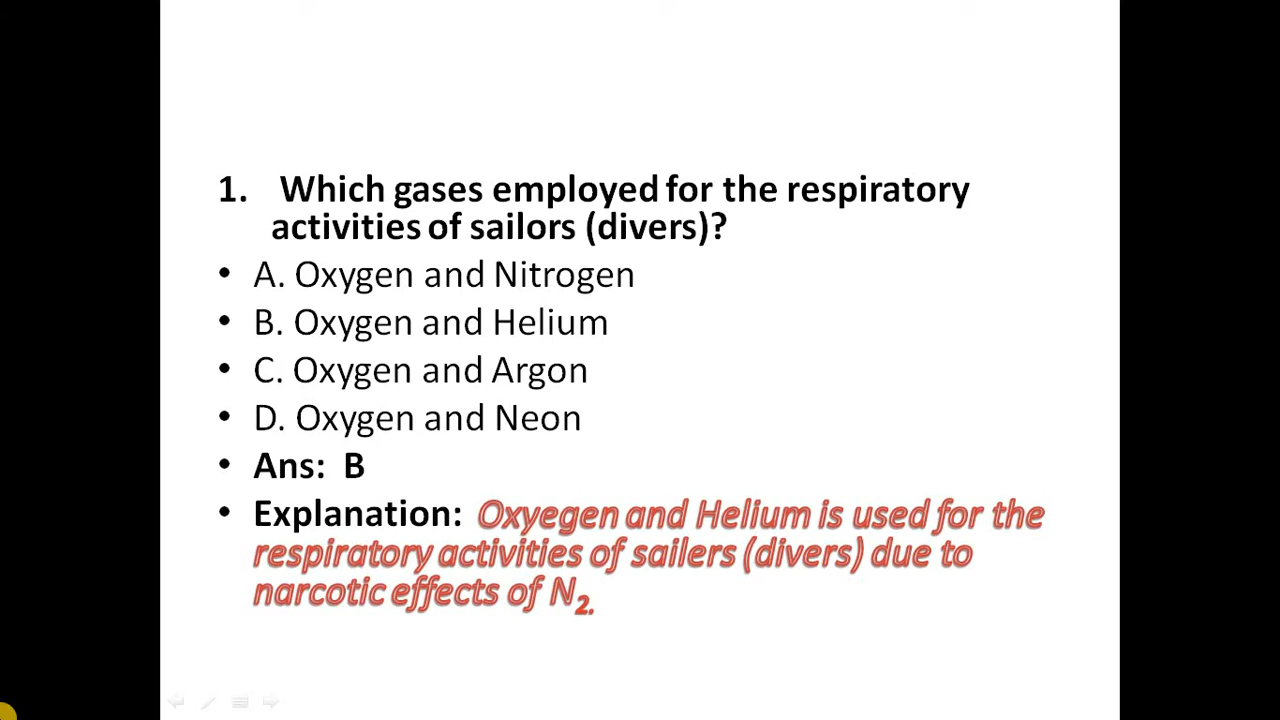 1. Which gases employed for the respiratory
activities of sailors (divers)?
• A. Oxygen and Nitrogen
• B. Oxygen and Helium
• C. Oxygen and Argon
• D. Oxygen and Neon
• Ans: B
• Explanation: Oxyegen and Helium is used for the
respiratory activities of sailers (divers) due to
narcotic effects of N₂.